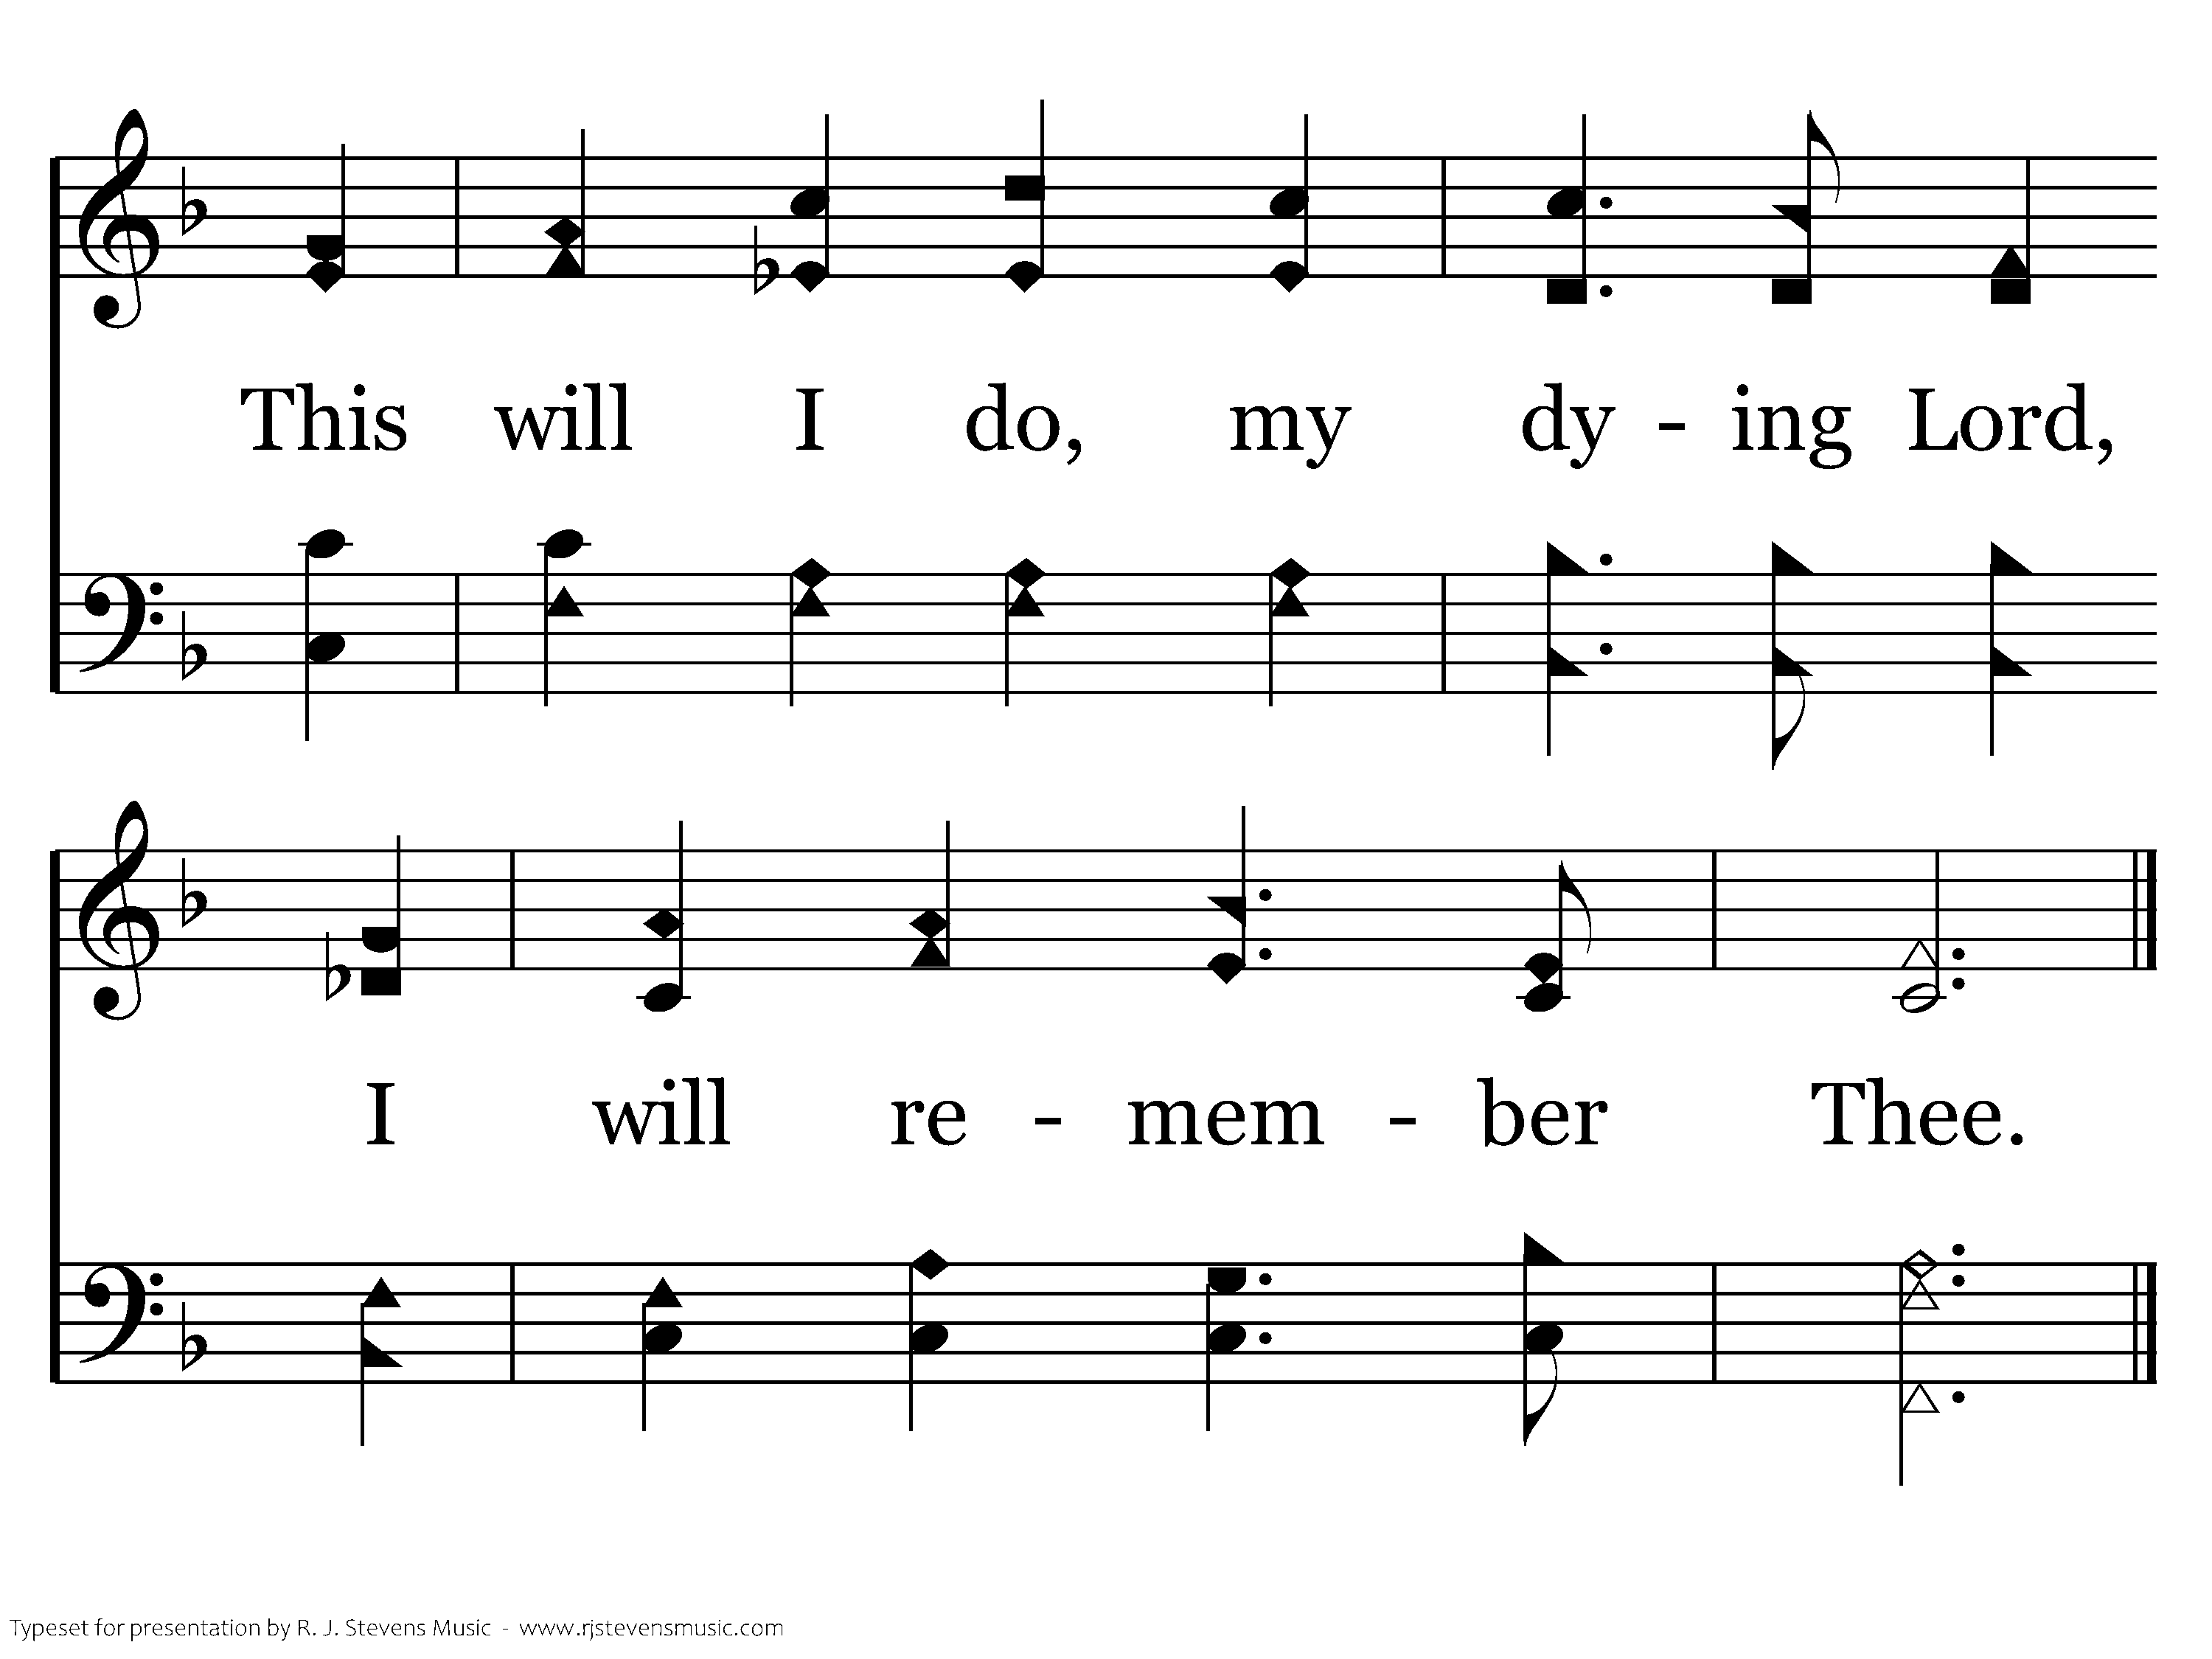 This will I do, my dy - ing Lord,
I will re - mem - ber Thee.
Typeset for presentation by R. J. Stevens Music - www.rjstevensmusic.com